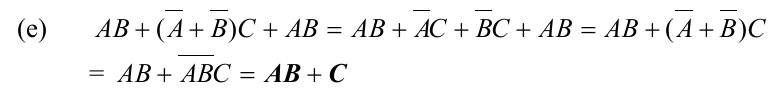 (e) AB + (A̅ + B̅)C + AB = AB + A̅C + B̅C + AB = AB + (A̅ + B̅)C
= AB + A̅B̅C = AB + C